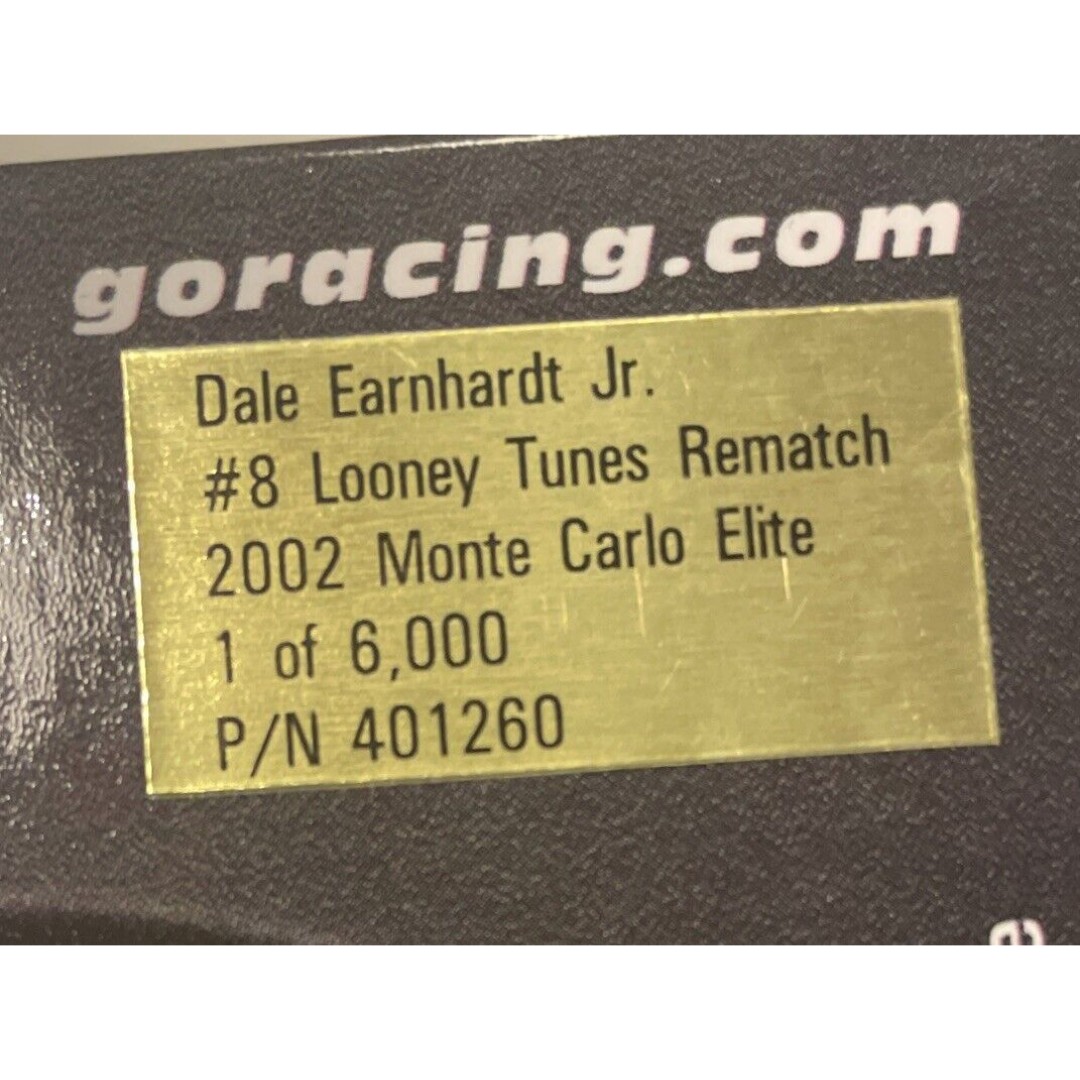 goracing.com
Dale Earnhardt Jr.
#8 Looney Tunes Rematch
2002 Monte Carlo Elite
1 of 6,000
P/N 401260